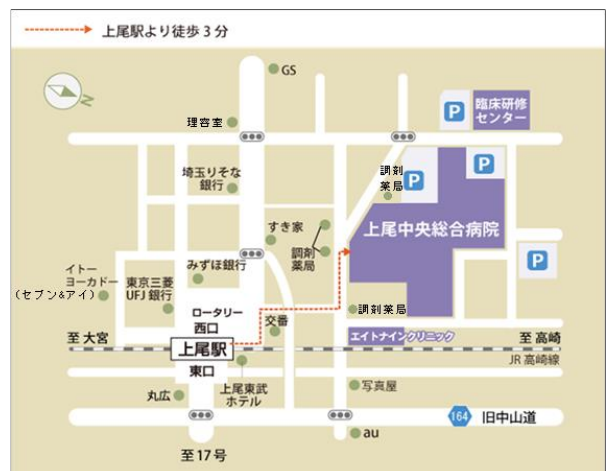 上尾駅より徒歩3分
GS
N
理容室
臨床研修
センター
P
P
P
埼玉りそな
銀行
調剤
薬局
上尾中央総合病院
すき家
調剤
薬局
P
イトー
ヨーカドー
(セブン&アイ)
東京三菱
UFJ銀行
みずほ銀行
ロータリー
西口
交番
調剤薬局
エイトナインクリニック
至 大宮
上尾駅
至 高崎
JR高崎線
東口
上尾東武
ホテル
写真屋
丸広
164 旧中山道
au
至17号